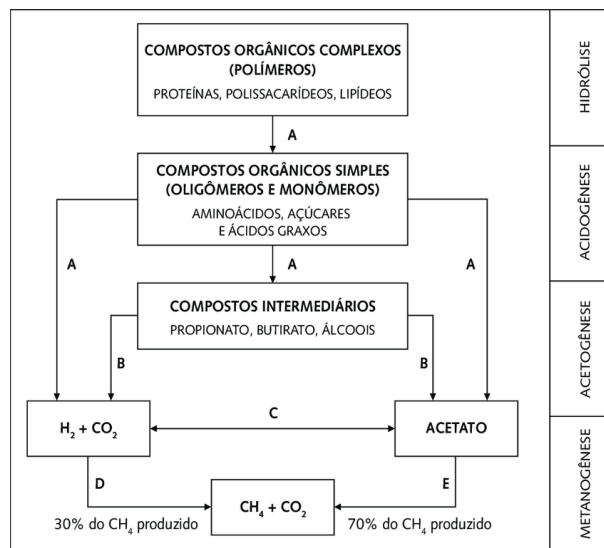 COMPOSTOS ORGÂNICOS COMPLEXOS
(POLÍMEROS)
PROTEÍNAS, POLISSACARÍDEOS, LIPÍDEOS
HIDRÓLISE
A
COMPOSTOS ORGÂNICOS SIMPLES
(OLIGÔMEROS E MONÔMEROS)
AMINOÁCIDOS, AÇÚCARES
E ÁCIDOS GRAXOS
ACIDOGÊNESE
A
A
A
COMPOSTOS INTERMEDIÁRIOS
PROPIONATO, BUTIRATO, ÁLCOOIS
ACETOGÊNESE
B
B
H₂ + CO₂
C
ACETATO
METANOGÊNESE
D
E
CH₄ + CO₂
30% do CH₄ produzido
70% do CH₄ produzido